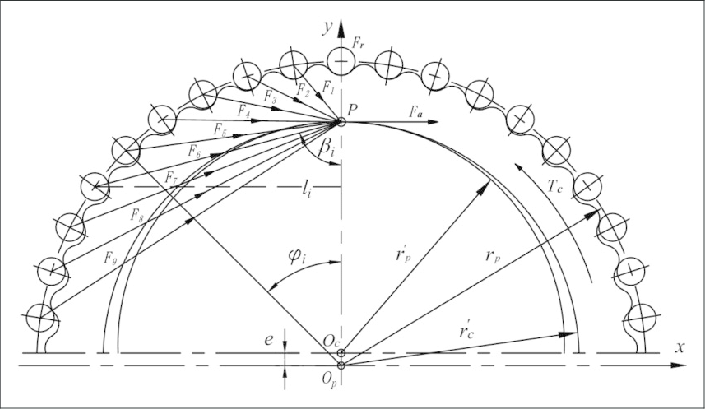 y
F_r
F_1
F_2
F_3
F_4
F_5
F_6
F_7
F_8
F_9
P
F_a
β_i
l_i
T_c
φ_i
r'_p
r_p
r'_c
e
O_c
O_p
x